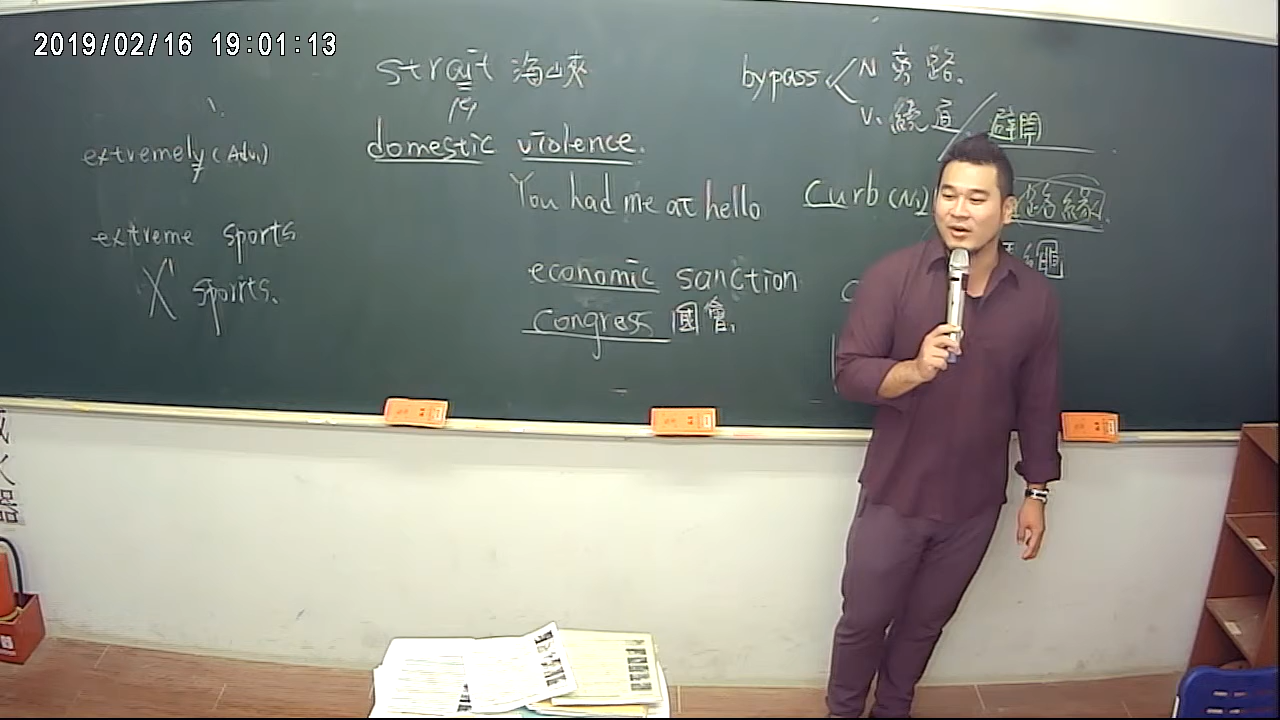 2019/02/16 19:01:13
strait 海峽
domestic violence.
You had me at hello
economic sanction
Congress 國會.
extremely (Adv.)
extreme sports
X sports.
bypass N 旁路.
V. 繞道/避開
Curb (N.) 路緣
器